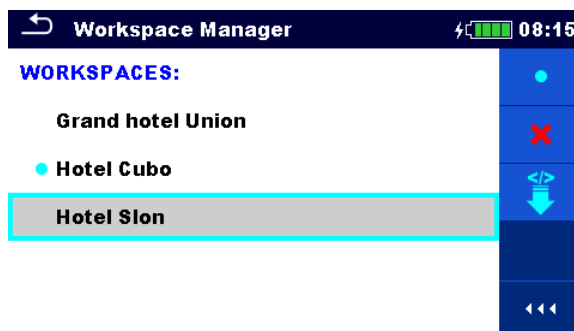 Workspace Manager 08:15
WORKSPACES:
Grand hotel Union
Hotel Cubo
Hotel Slon